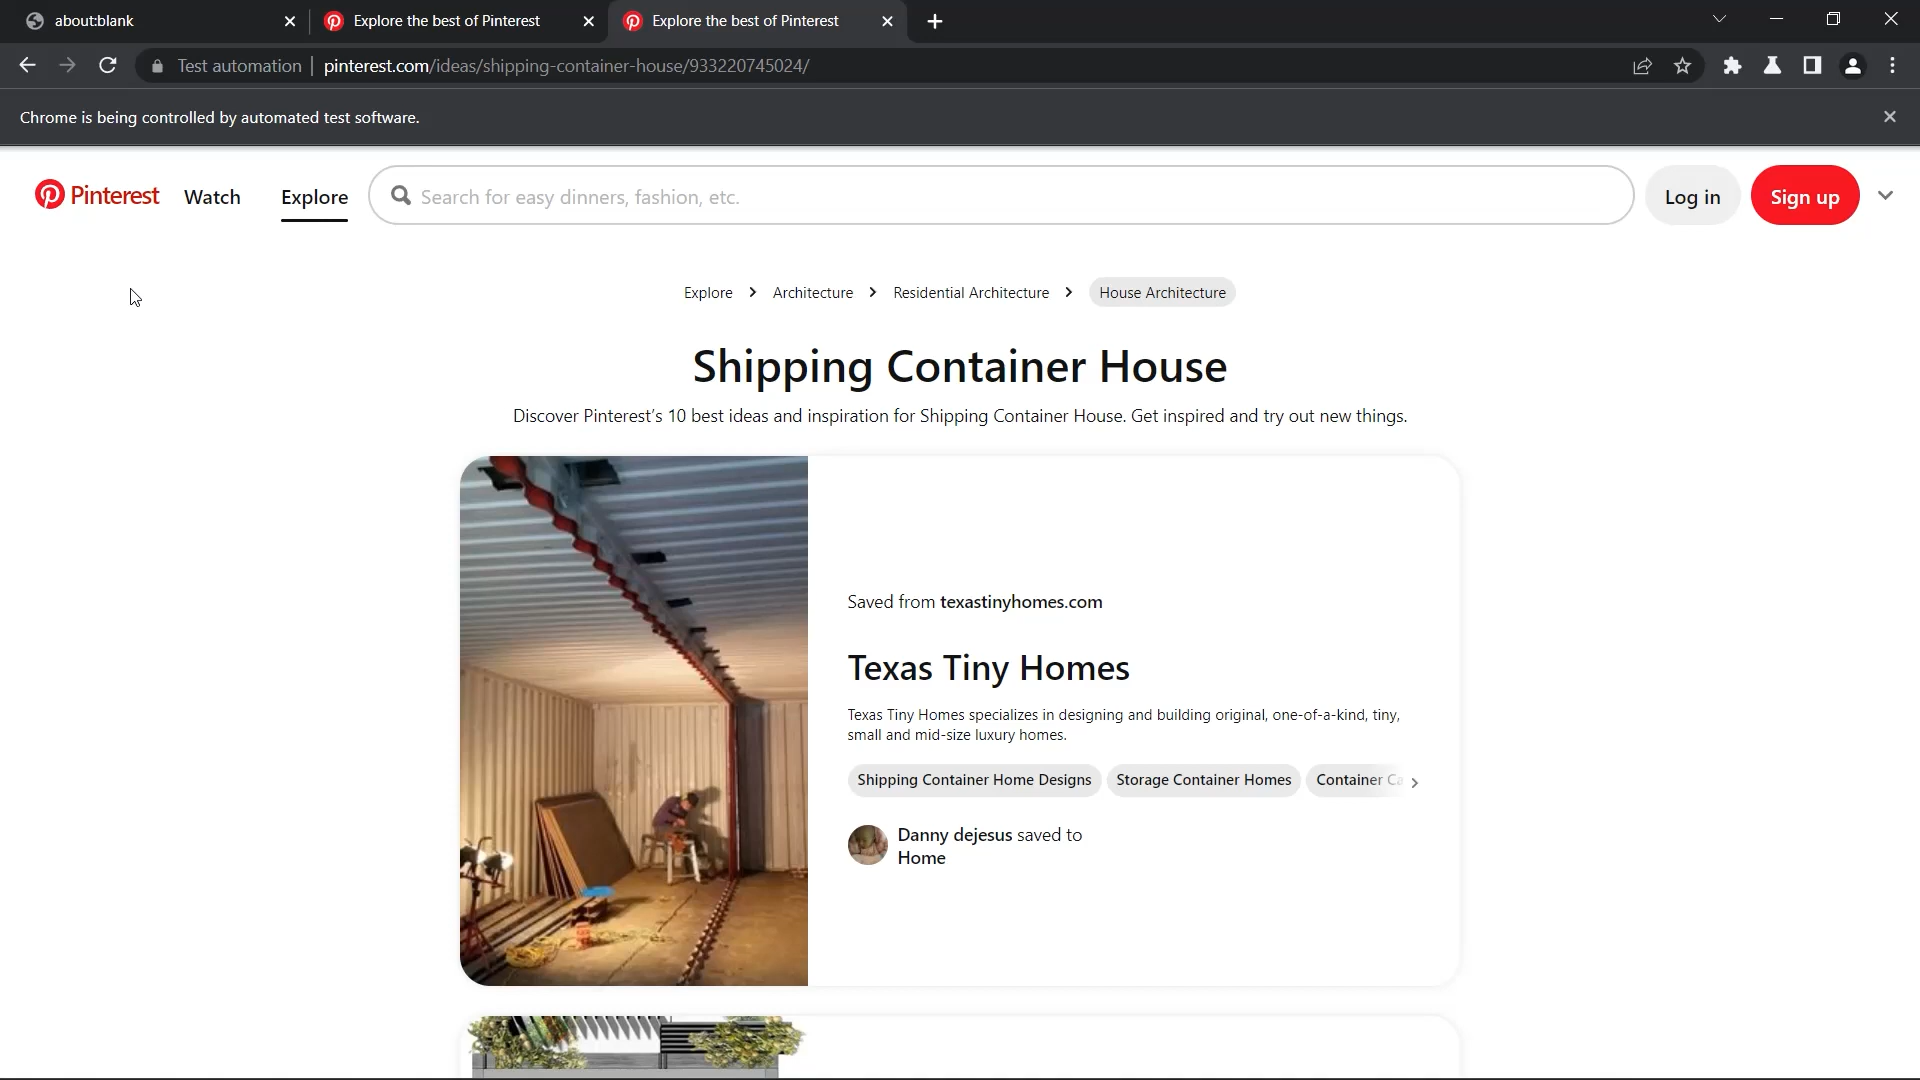 about:blank
Explore the best of Pinterest
Explore the best of Pinterest
Test automation
pinterest.com/ideas/shipping-container-house/933220745024/
Chrome is being controlled by automated test software.
Pinterest
Watch
Explore
Search for easy dinners, fashion, etc.
Log in
Sign up
Explore
Architecture
Residential Architecture
House Architecture
Shipping Container House
Discover Pinterest's 10 best ideas and inspiration for Shipping Container House. Get inspired and try out new things.
Saved from texastinyhomes.com
Texas Tiny Homes
Texas Tiny Homes specializes in designing and building original, one-of-a-kind, tiny,
small and mid-size luxury homes.
Shipping Container Home Designs
Storage Container Homes
Container
Danny dejesus saved to
Home